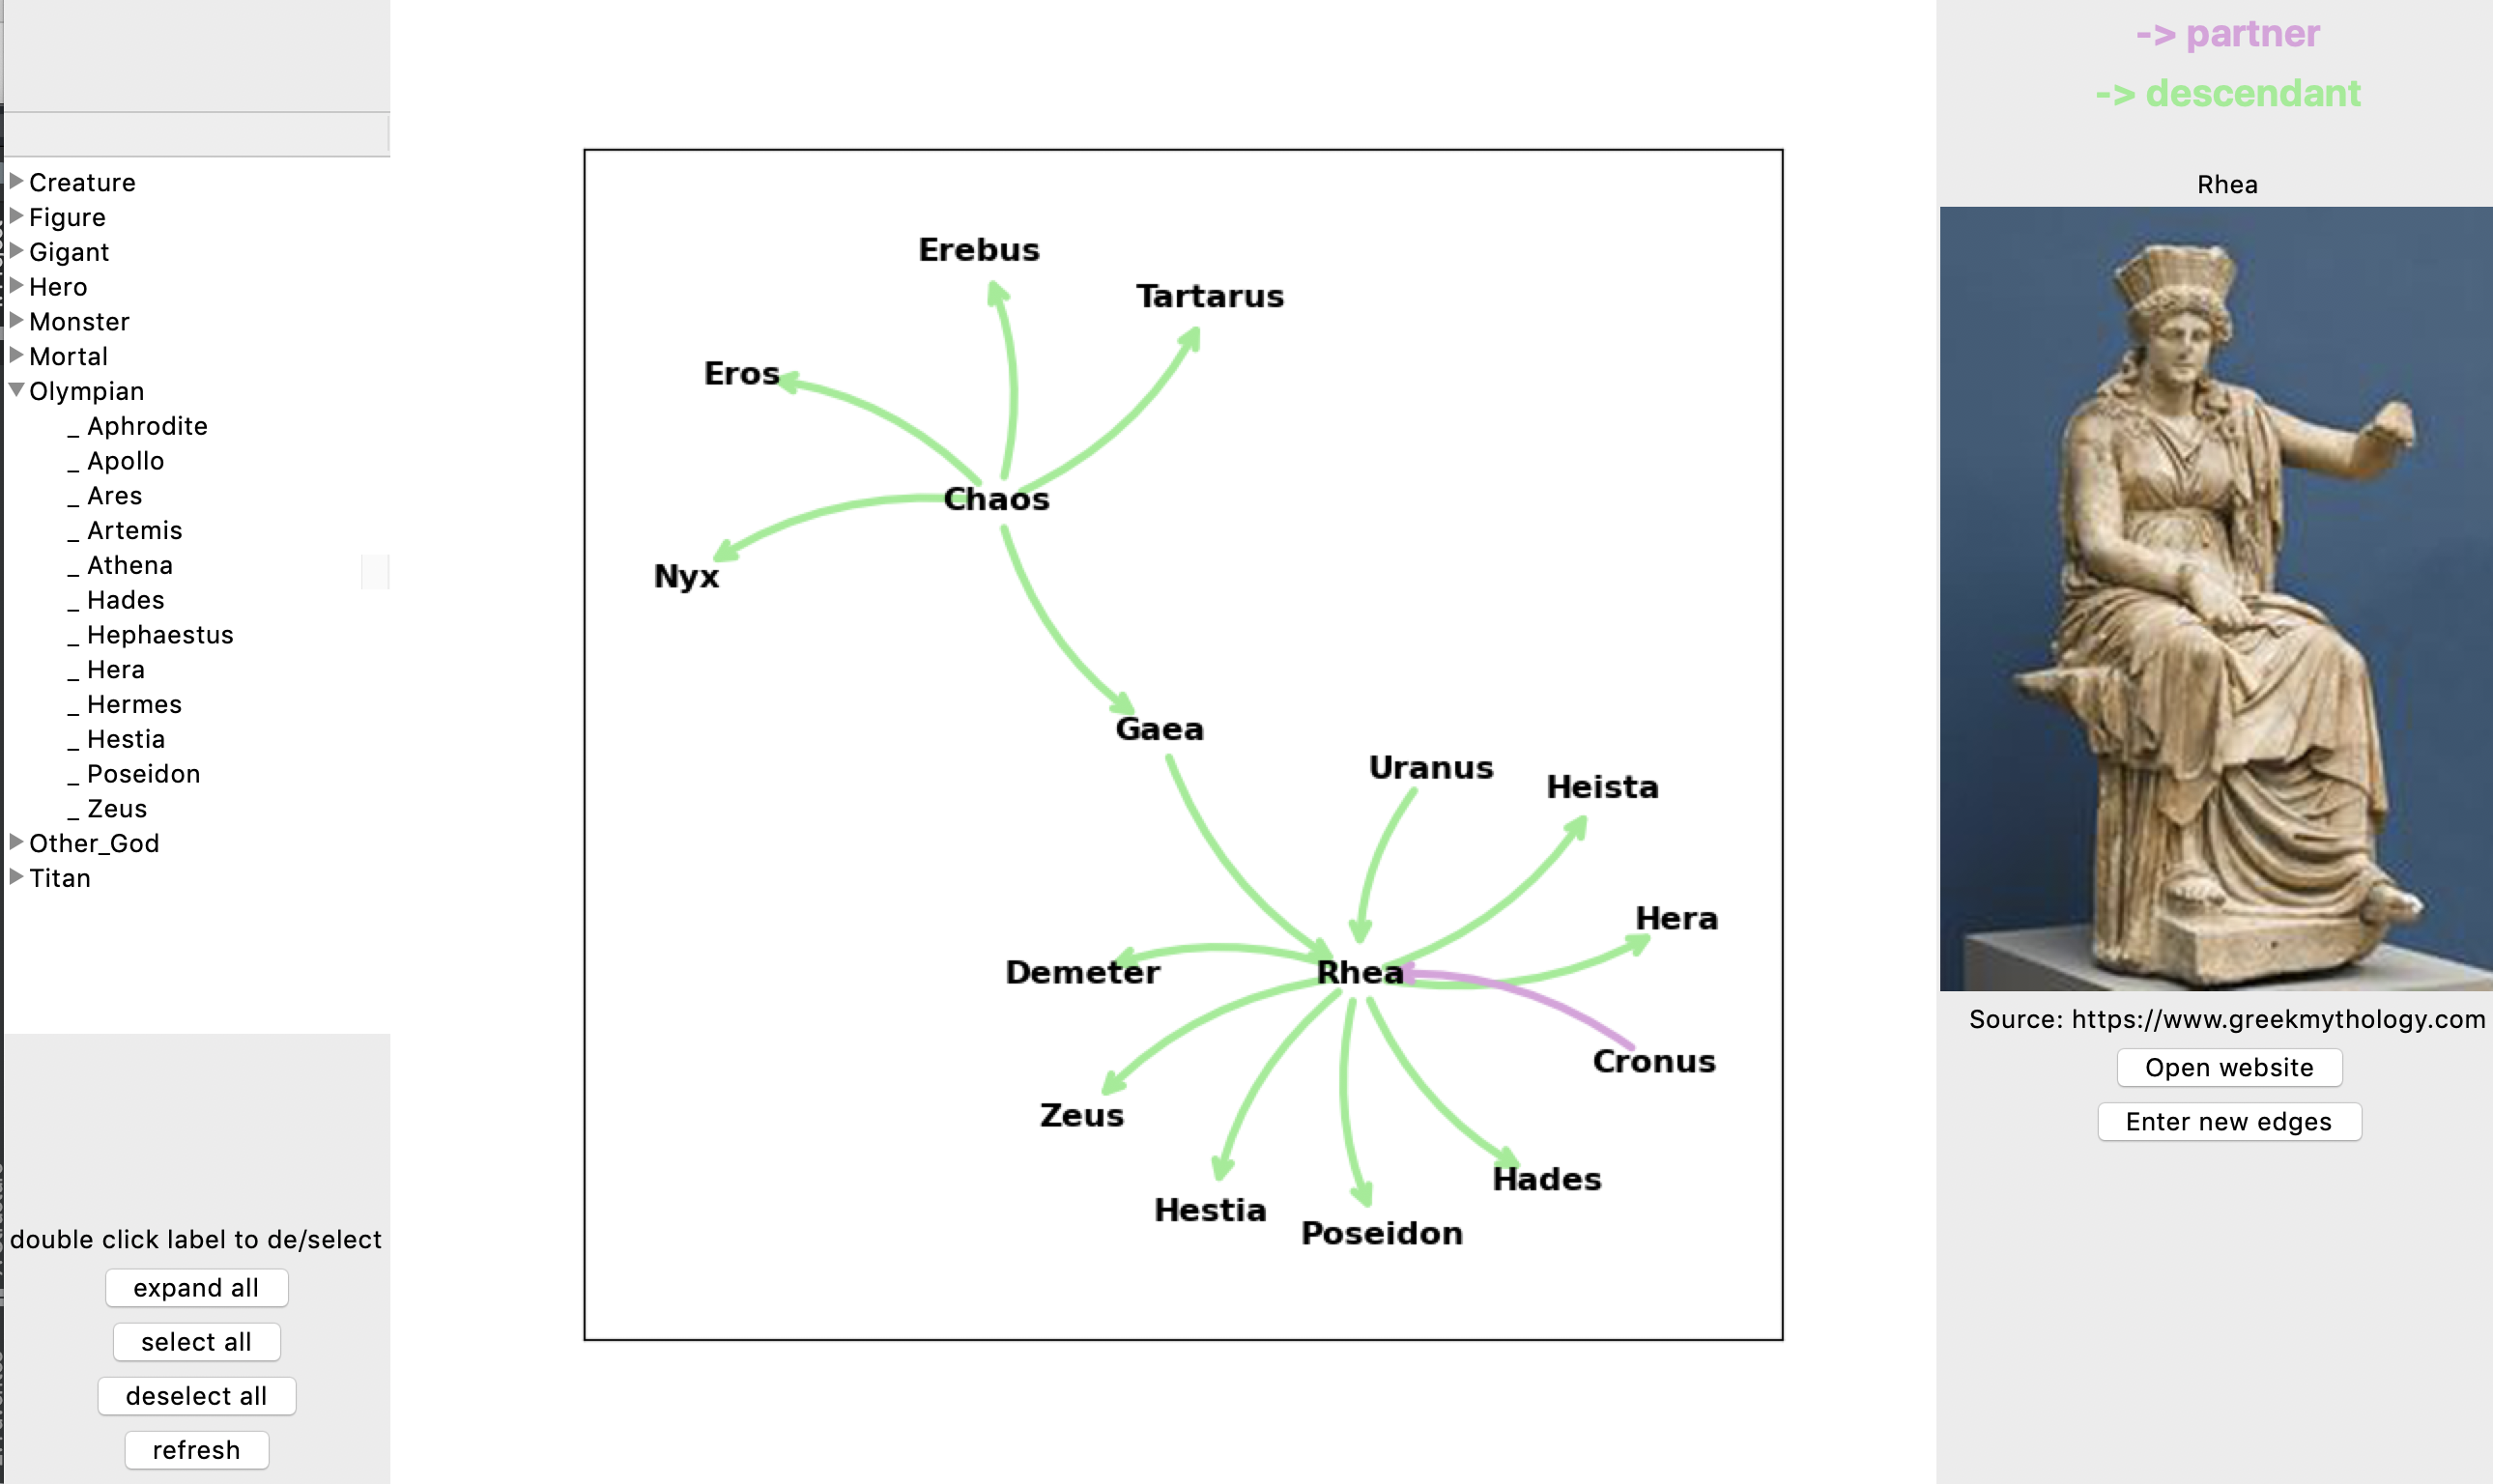 Creature
Figure
Gigant
Hero
Monster
Mortal
Olympian
_ Aphrodite
_ Apollo
_ Ares
_ Artemis
_ Athena
_ Hades
_ Hephaestus
_ Hera
_ Hermes
_ Hestia
_ Poseidon
_ Zeus
Other_God
Titan
double click label to de/select
expand all
select all
deselect all
refresh
Erebus
Tartarus
Eros
Chaos
Nyx
Gaea
Uranus
Heista
Hera
Demeter
Rhea
Cronus
Zeus
Hades
Hestia
Poseidon
-> partner
-> descendant
Rhea
Source: https://www.greekmythology.com
Open website
Enter new edges